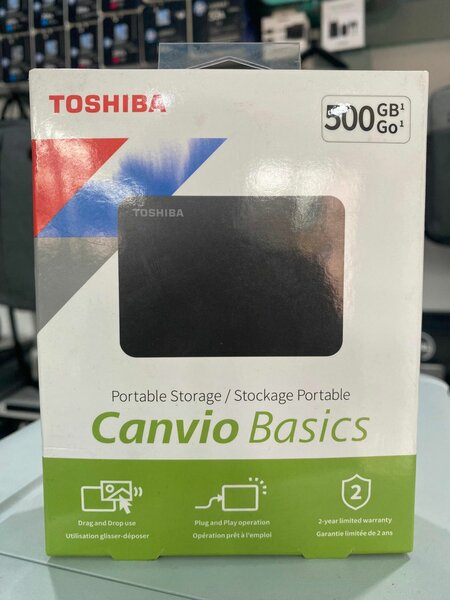 TOSHIBA
500 GB¹
Go¹
TOSHIBA
Portable Storage / Stockage Portable
Canvio Basics
2
Drag and Drop use
Utilisation glisser-déposer
Plug and Play operation
Opération prêt à l'emploi
2-year limited warranty
Garantie limitée de 2 ans